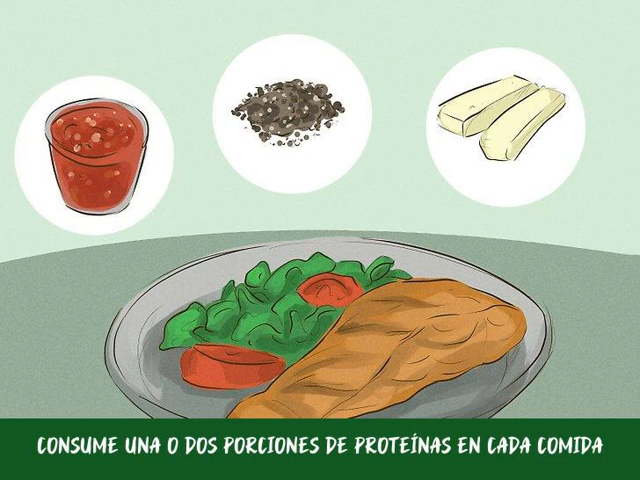 CONSUME UNA O DOS PORCIONES DE PROTEÍNAS EN CADA COMIDA